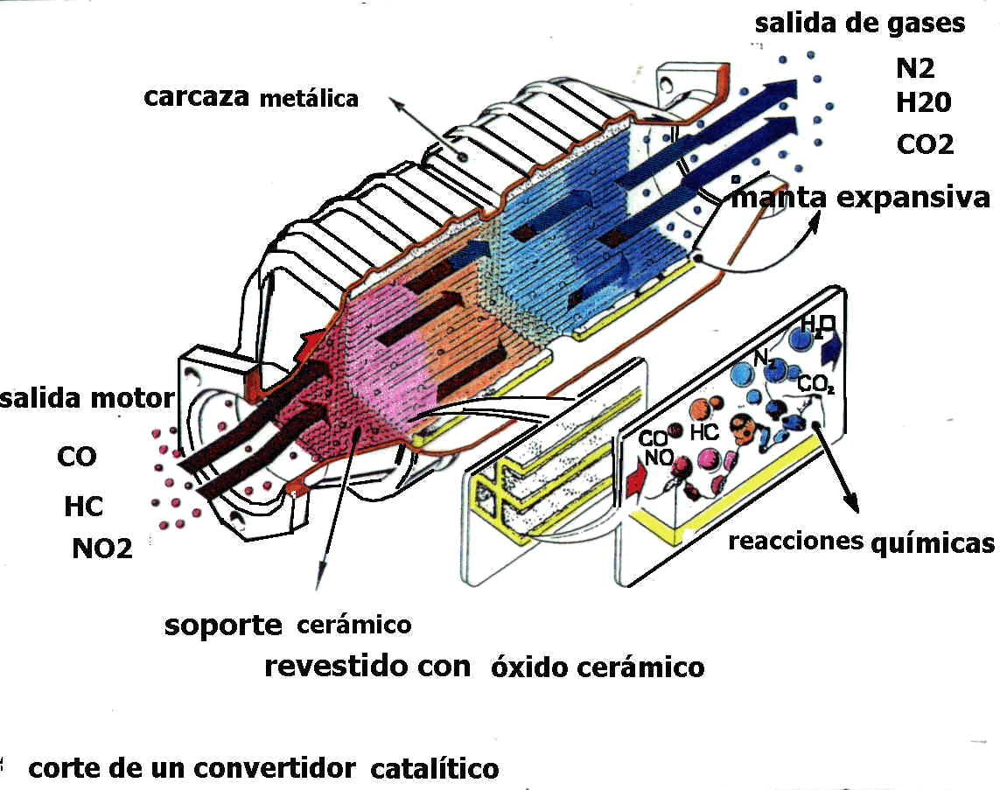 salida de gases
N2
H20
CO2
carcaza metálica
manta expansiva
salida motor
CO
HC
NO2
H2O
N2
CO2
CO HC
NO
reacciones químicas
soporte cerámico
revestido con óxido cerámico
corte de un convertidor catalítico